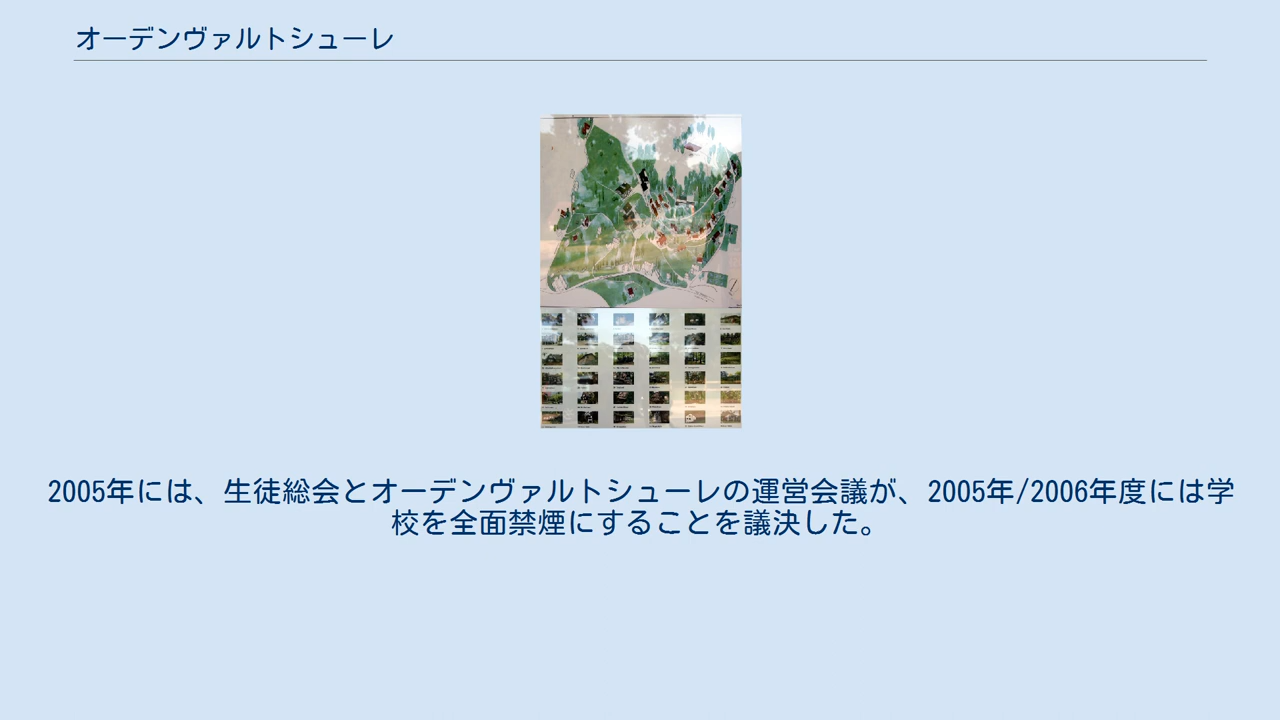 オーデンヴァルトシューレ
2005年には、生徒総会とオーデンヴァルトシューレの運営会議が、2005年/2006年度には学
校を全面禁煙にすることを議決した。